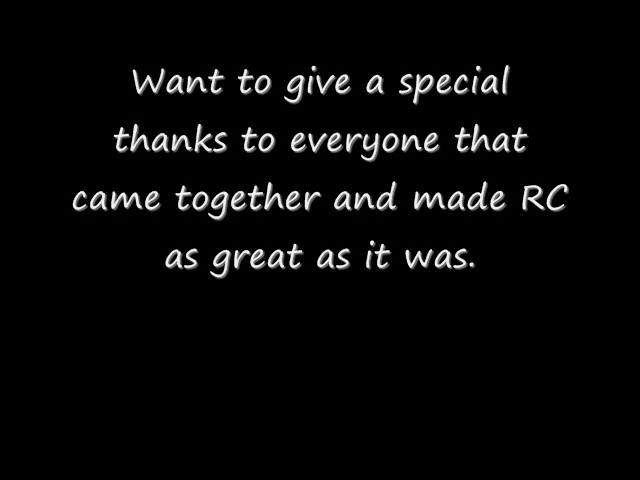 Want to give a special
thanks to everyone that
came together and made RC
as great as it was.